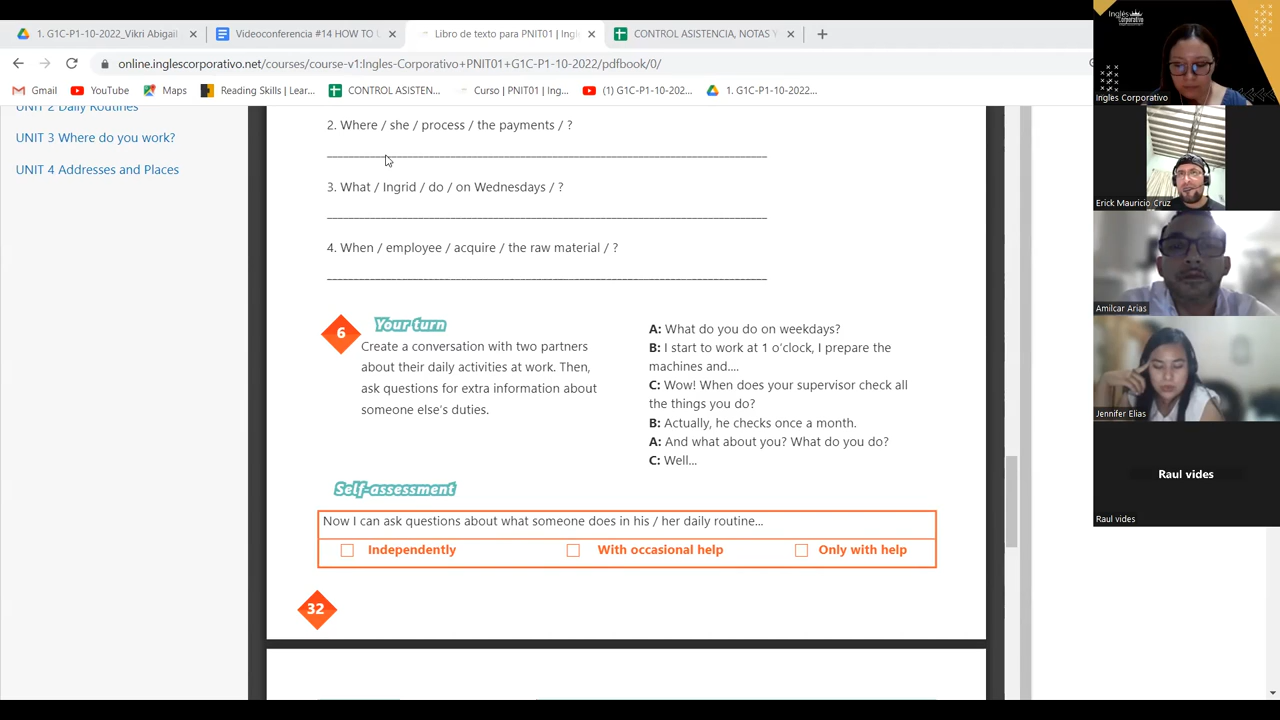 1. G1C-P1-10-2022_Vikri Abigail
Videoconferencia #14 HOW TO U
Libro de texto para PNIT01 | Ingl
CONTROL ASISTENCIA, NOTAS Y
online.inglescorporativo.net/courses/course-v1:Ingles-Corporativo+PNIT01+G1C-P1-10-2022/pdfbook/0/
Gmail
YouTube
Maps
Reading Skills | Lear...
CONTROL ASISTEN...
Curso | PNIT01 | Ing...
(1) G1C-P1-10-202...
1. G1C-P1-10-2022...
UNIT 2 Daily Routines
UNIT 3 Where do you work?
UNIT 4 Addresses and Places
2. Where / she / process / the payments / ?
3. What / Ingrid / do / on Wednesdays / ?
4. When / employee / acquire / the raw material / ?
6
Your turn
Create a conversation with two partners
about their daily activities at work. Then,
ask questions for extra information about
someone else's duties.
A: What do you do on weekdays?
B: I start to work at 1 o'clock, I prepare the
machines and....
C: Wow! When does your supervisor check all
the things you do?
B: Actually, he checks once a month.
A: And what about you? What do you do?
C: Well...
Self-assessment
Now I can ask questions about what someone does in his / her daily routine...
Independently
With occasional help
Only with help
32
Inglés
Corporativo
Ingles Corporativo
Erick Mauricio Cruz
Amilcar Arias
Jennifer Elias
Raul vides
Raul vides